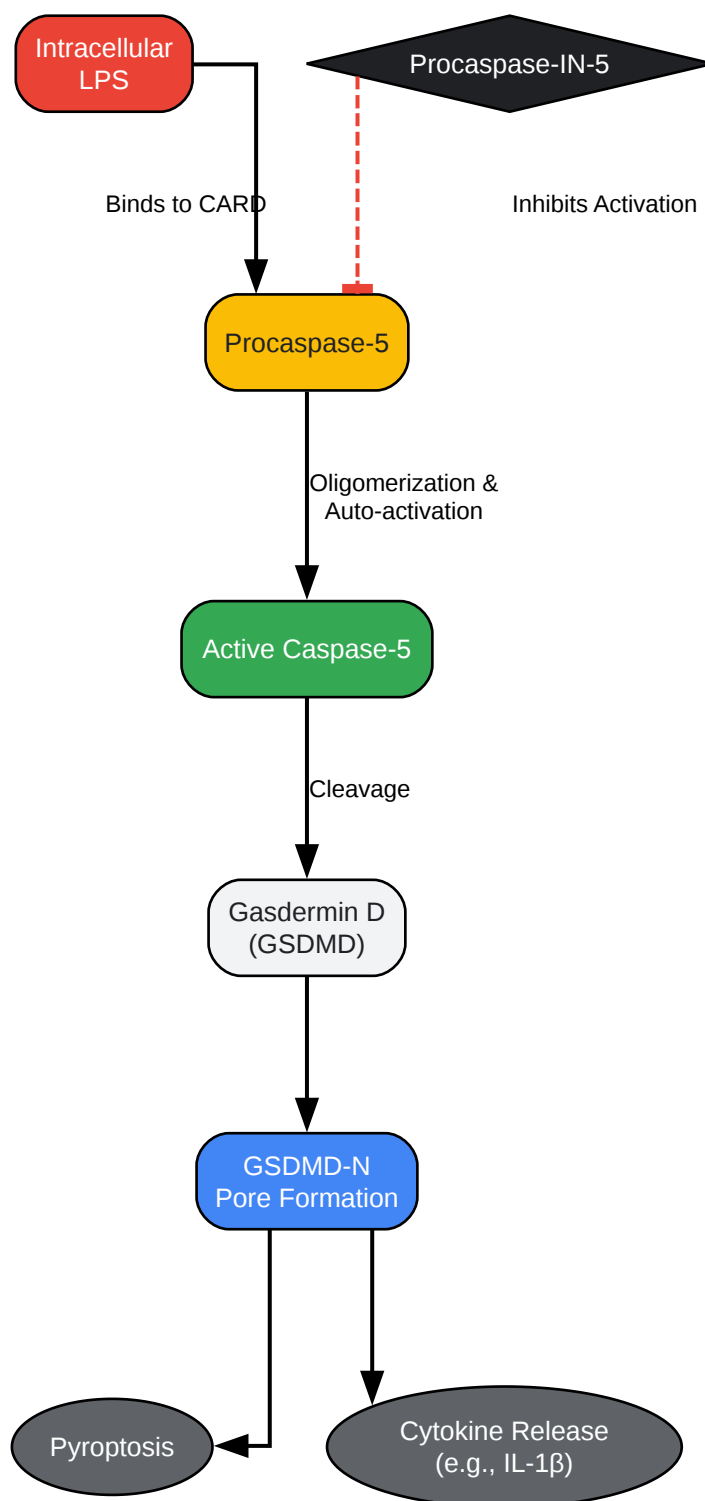 Intracellular
LPS
Procaspase-IN-5
Binds to CARD
Inhibits Activation
Procaspase-5
Oligomerization &
Auto-activation
Active Caspase-5
Cleavage
Gasdermin D
(GSDMD)
GSDMD-N
Pore Formation
Pyroptosis
Cytokine Release
(e.g., IL-1β)